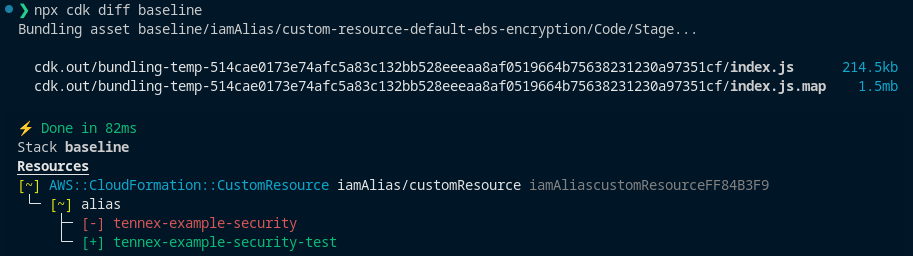 ❯ npx cdk diff baseline
Bundling asset baseline/iamAlias/custom-resource-default-ebs-encryption/Code/Stage...
cdk.out/bundling-temp-514cae0173e74afc5a83c132bb528eeeaa8af0519664b75638231230a97351cf/index.js 214.5kb
cdk.out/bundling-temp-514cae0173e74afc5a83c132bb528eeeaa8af0519664b75638231230a97351cf/index.js.map 1.5mb
⚡ Done in 82ms
Stack baseline
Resources
[~] AWS::CloudFormation::CustomResource iamAlias/customResource iamAliascustomResourceFF84B3F9
└─ [~] alias
├─ [-] tennex-example-security
└─ [+] tennex-example-security-test